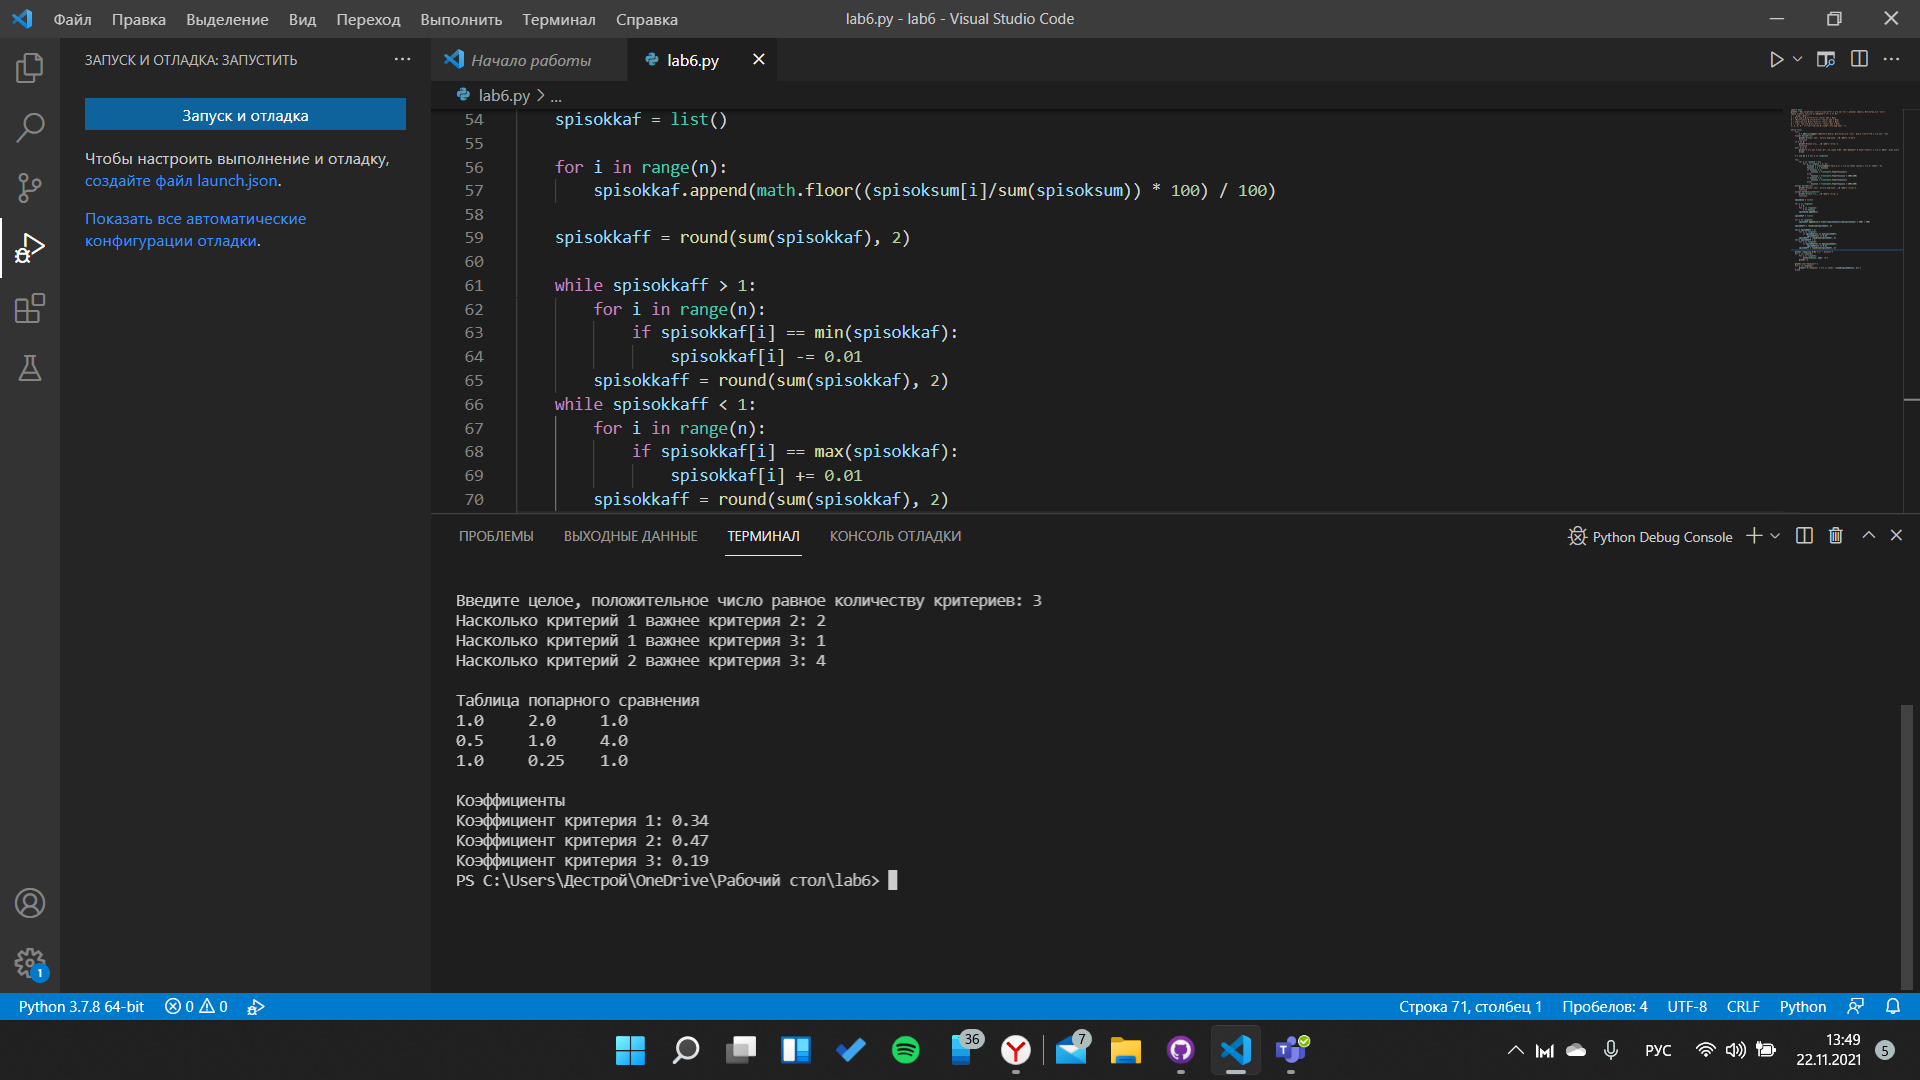 Файл Правка Выделение Вид Переход Выполнить Терминал Справка
lab6.py - lab6 - Visual Studio Code
ЗАПУСК И ОТЛАДКА: ЗАПУСТИТЬ
Запуск и отладка
Чтобы настроить выполнение и отладку,
создайте файл launch.json.
Показать все автоматические
конфигурации отладки.
Начало работы
lab6.py
lab6.py > ...
54 spisokkaf = list()
55
56 for i in range(n):
57 spisokkaf.append(math.floor((spisoksum[i]/sum(spisoksum)) * 100) / 100)
58
59 spisokkaff = round(sum(spisokkaf), 2)
60
61 while spisokkaff > 1:
62 for i in range(n):
63 if spisokkaf[i] == min(spisokkaf):
64 spisokkaf[i] -= 0.01
65 spisokkaff = round(sum(spisokkaf), 2)
66 while spisokkaff < 1:
67 for i in range(n):
68 if spisokkaf[i] == max(spisokkaf):
69 spisokkaf[i] += 0.01
70 spisokkaff = round(sum(spisokkaf), 2)
ПРОБЛЕМЫ ВЫХОДНЫЕ ДАННЫЕ ТЕРМИНАЛ КОНСОЛЬ ОТЛАДКИ
Python Debug Console
Введите целое, положительное число равное количеству критериев: 3
Насколько критерий 1 важнее критерия 2: 2
Насколько критерий 1 важнее критерия 3: 1
Насколько критерий 2 важнее критерия 3: 4
Таблица попарного сравнения
1.0 2.0 1.0
0.5 1.0 4.0
1.0 0.25 1.0
Коэффициенты
Коэффициент критерия 1: 0.34
Коэффициент критерия 2: 0.47
Коэффициент критерия 3: 0.19
PS C:\Users\Дестрой\OneDrive\Рабочий стол\lab6>
1
Python 3.7.8 64-bit 0 0
Строка 71, столбец 1 Пробелов: 4 UTF-8 CRLF Python
36
7
РУС
13:49
22.11.2021
5